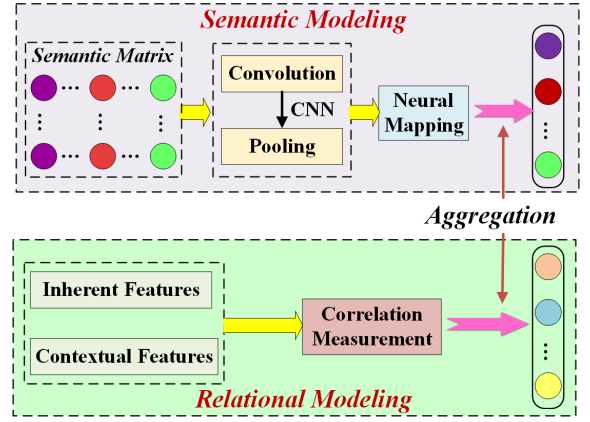 Semantic Modeling
Semantic Matrix
Convolution
CNN
Pooling
Neural
Mapping
Aggregation
Inherent Features
Contextual Features
Correlation
Measurement
Relational Modeling